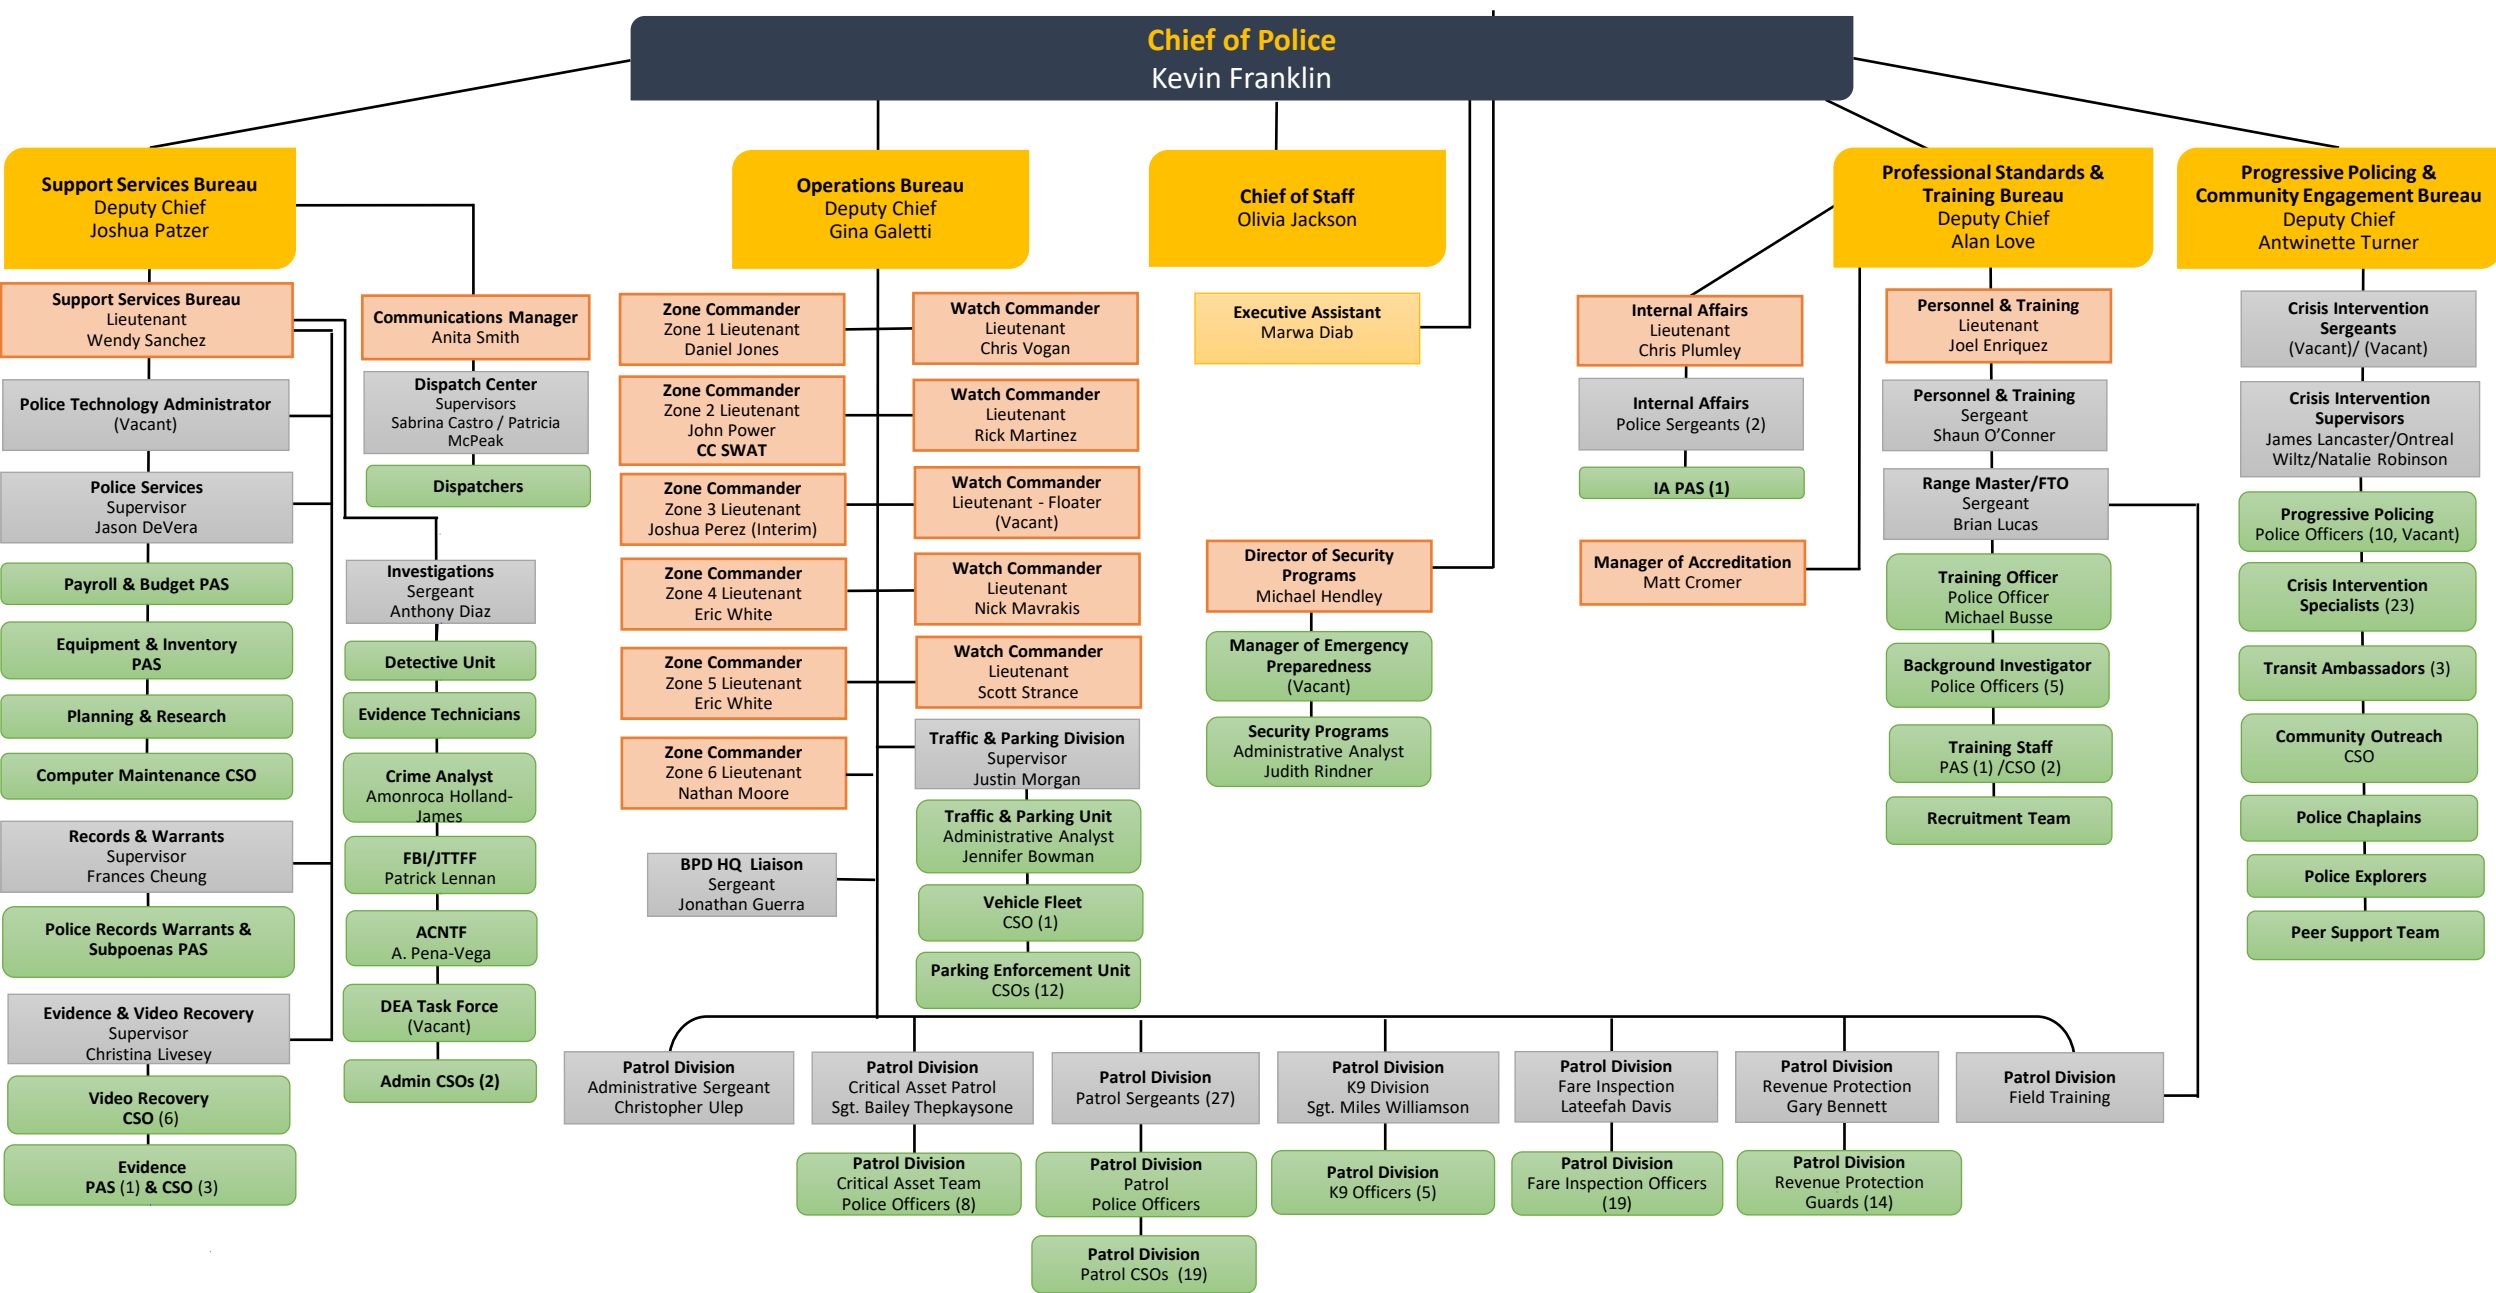 Chief of Police
Kevin Franklin
Support Services Bureau
Deputy Chief
Joshua Patzer
Operations Bureau
Deputy Chief
Gina Galetti
Chief of Staff
Olivia Jackson
Professional Standards &
Training Bureau
Deputy Chief
Alan Love
Progressive Policing &
Community Engagement Bureau
Deputy Chief
Antwinette Turner
Support Services Bureau
Lieutenant
Wendy Sanchez
Police Technology Administrator
(Vacant)
Police Services
Supervisor
Jason DeVera
Payroll & Budget PAS
Equipment & Inventory
PAS
Planning & Research
Computer Maintenance CSO
Records & Warrants
Supervisor
Frances Cheung
Police Records Warrants &
Subpoenas PAS
Evidence & Video Recovery
Supervisor
Christina Livesey
Video Recovery
CSO (6)
Evidence
PAS (1) & CSO (3)
Communications Manager
Anita Smith
Dispatch Center
Supervisors
Sabrina Castro / Patricia
McPeak
Dispatchers
Investigations
Sergeant
Anthony Diaz
Detective Unit
Evidence Technicians
Crime Analyst
Amonroca Holland-
James
FBI/JTTFF
Patrick Lennan
ACNTF
A. Pena-Vega
DEA Task Force
(Vacant)
Admin CSOs (2)
Zone Commander
Zone 1 Lieutenant
Daniel Jones
Zone Commander
Zone 2 Lieutenant
John Power
CC SWAT
Zone Commander
Zone 3 Lieutenant
Joshua Perez (Interim)
Zone Commander
Zone 4 Lieutenant
Eric White
Zone Commander
Zone 5 Lieutenant
Eric White
Zone Commander
Zone 6 Lieutenant
Nathan Moore
BPD HQ Liaison
Sergeant
Jonathan Guerra
Watch Commander
Lieutenant
Chris Vogan
Watch Commander
Lieutenant
Rick Martinez
Watch Commander
Lieutenant - Floater
(Vacant)
Watch Commander
Lieutenant
Nick Mavrakis
Watch Commander
Lieutenant
Scott Strance
Traffic & Parking Division
Supervisor
Justin Morgan
Traffic & Parking Unit
Administrative Analyst
Jennifer Bowman
Vehicle Fleet
CSO (1)
Parking Enforcement Unit
CSOs (12)
Executive Assistant
Marwa Diab
Director of Security
Programs
Michael Hendley
Manager of Emergency
Preparedness
(Vacant)
Security Programs
Administrative Analyst
Judith Rindner
Internal Affairs
Lieutenant
Chris Plumley
Internal Affairs
Police Sergeants (2)
IA PAS (1)
Manager of Accreditation
Matt Cromer
Personnel & Training
Lieutenant
Joel Enriquez
Personnel & Training
Sergeant
Shaun O’Conner
Range Master/FTO
Sergeant
Brian Lucas
Training Officer
Police Officer
Michael Busse
Background Investigator
Police Officers (5)
Training Staff
PAS (1) /CSO (2)
Recruitment Team
Crisis Intervention
Sergeants
(Vacant)/ (Vacant)
Crisis Intervention
Supervisors
James Lancaster/Ontreal
Wiltz/Natalie Robinson
Progressive Policing
Police Officers (10, Vacant)
Crisis Intervention
Specialists (23)
Transit Ambassadors (3)
Community Outreach
CSO
Police Chaplains
Police Explorers
Peer Support Team
Patrol Division
Administrative Sergeant
Christopher Ulep
Patrol Division
Critical Asset Patrol
Sgt. Bailey Thepkaysone
Patrol Division
Patrol Sergeants (27)
Patrol Division
K9 Division
Sgt. Miles Williamson
Patrol Division
Fare Inspection
Lateefah Davis
Patrol Division
Revenue Protection
Gary Bennett
Patrol Division
Field Training
Patrol Division
Critical Asset Team
Police Officers (8)
Patrol Division
Patrol
Police Officers
Patrol Division
K9 Officers (5)
Patrol Division
Fare Inspection Officers
(19)
Patrol Division
Revenue Protection
Guards (14)
Patrol Division
Patrol CSOs (19)